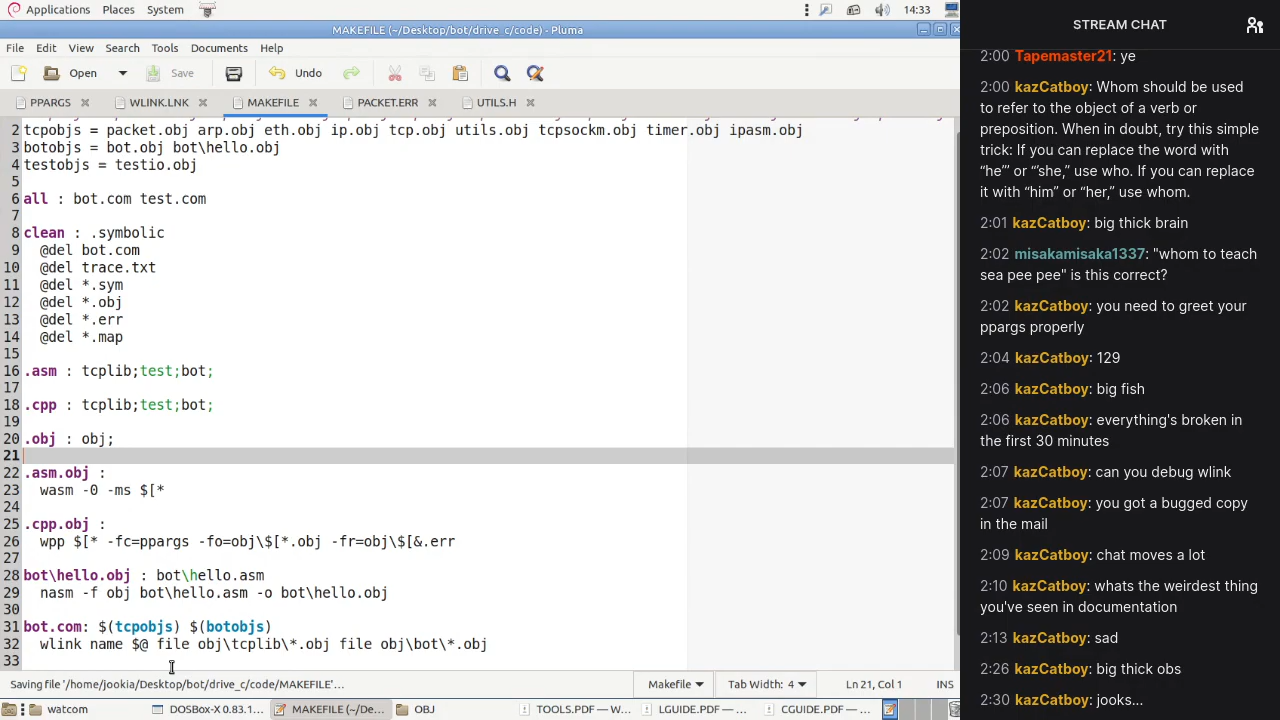 Applications Places System 14:33
MAKEFILE (~/Desktop/bot/drive_c/code) - Pluma
File Edit View Search Tools Documents Help
Open Save Undo
PPARGS WLINK.LNK MAKEFILE PACKET.ERR UTILS.H
2 tcpobjs = packet.obj arp.obj eth.obj ip.obj tcp.obj utils.obj tcpsockm.obj timer.obj ipasm.obj
3 botobjs = bot.obj bot\hello.obj
4 testobjs = testio.obj
5
6 all : bot.com test.com
7
8 clean : .symbolic
9 @del bot.com
10 @del trace.txt
11 @del *.sym
12 @del *.obj
13 @del *.err
14 @del *.map
15
16 .asm : tcplib;test;bot;
17
18 .cpp : tcplib;test;bot;
19
20 .obj : obj;
21
22 .asm.obj :
23 wasm -0 -ms $[*
24
25 .cpp.obj :
26 wpp $[* -fc=ppargs -fo=obj\$[*.obj -fr=obj\$[&.err
27
28 bot\hello.obj : bot\hello.asm
29 nasm -f obj bot\hello.asm -o bot\hello.obj
30
31 bot.com: $(tcpobjs) $(botobjs)
32 wlink name $@ file obj\tcplib\*.obj file obj\bot\*.obj
33
Saving file '/home/jookia/Desktop/bot/drive_c/code/MAKEFILE'... Makefile Tab Width: 4 Ln 21, Col 1 INS
watcom DOSBox-X 0.83.1... MAKEFILE (~/... OBJ TOOLS.PDF — W... LGUIDE.PDF — ... CGUIDE.PDF — ...
STREAM CHAT
2:00 Tapemaster21: ye
2:00 kazCatboy: Whom should be used
to refer to the object of a verb or
preposition. When in doubt, try this simple
trick: If you can replace the word with
“he”' or “'she,” use who. If you can replace
it with “him” or “her,” use whom.
2:01 kazCatboy: big thick brain
2:02 misakamisaka1337: "whom to teach
sea pee pee" is this correct?
2:02 kazCatboy: you need to greet your
ppargs properly
2:04 kazCatboy: 129
2:06 kazCatboy: big fish
2:06 kazCatboy: everything's broken in
the first 30 minutes
2:07 kazCatboy: can you debug wlink
2:07 kazCatboy: you got a bugged copy
in the mail
2:09 kazCatboy: chat moves a lot
2:10 kazCatboy: whats the weirdest thing
you've seen in documentation
2:13 kazCatboy: sad
2:26 kazCatboy: big thick obs
2:30 kazCatboy: jooks...